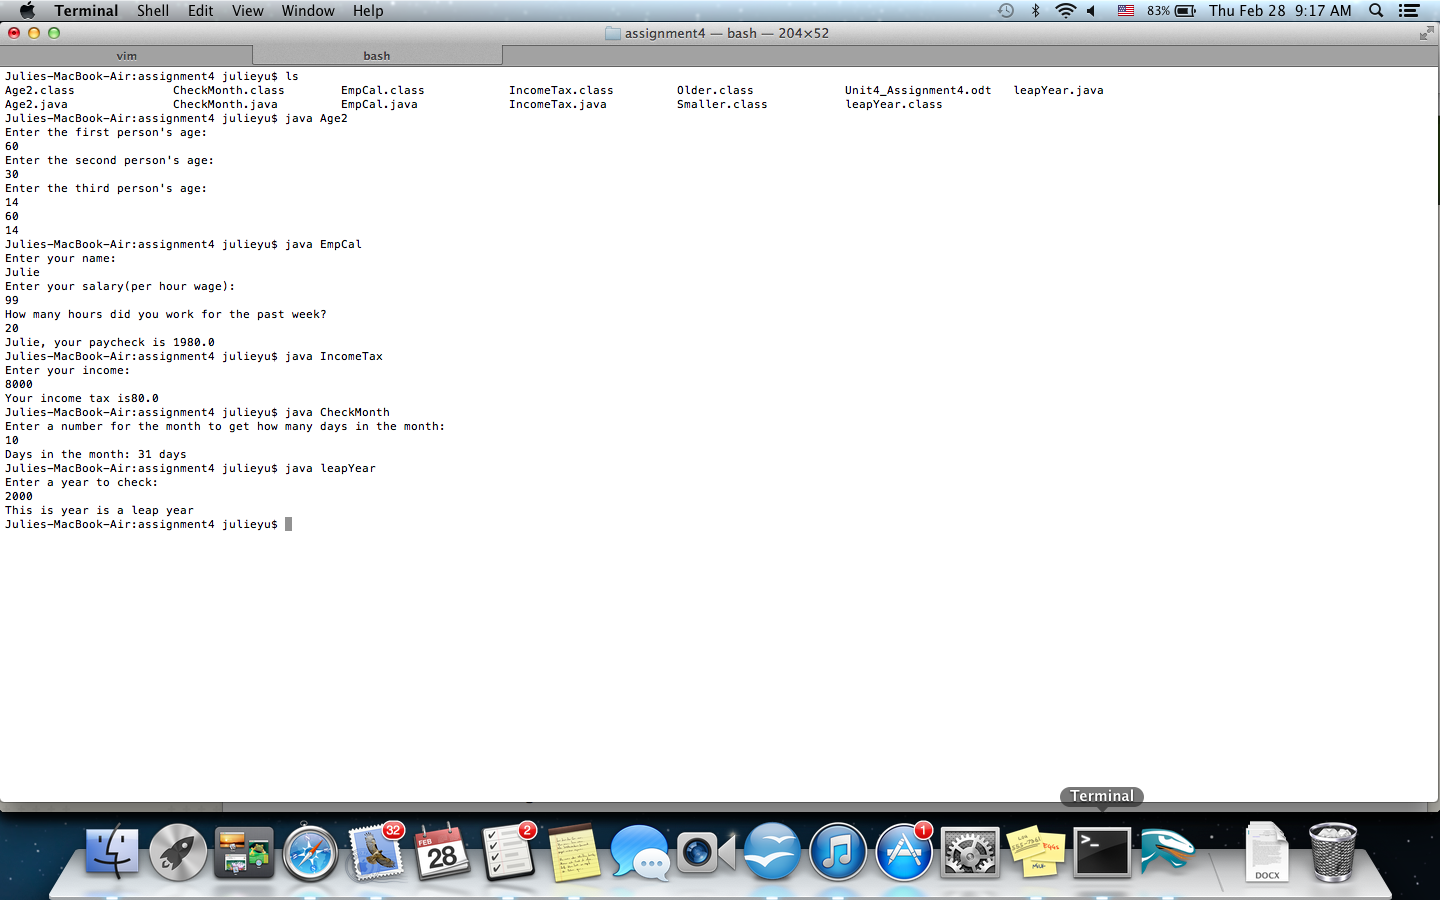 Terminal Shell Edit View Window Help 83% Thu Feb 28 9:17 AM
assignment4 — bash — 204×52
vim bash
Julies-MacBook-Air:assignment4 julieyu$ ls
Age2.class CheckMonth.class EmpCal.class IncomeTax.class Older.class Unit4_Assignment4.odt leapYear.java
Age2.java CheckMonth.java EmpCal.java IncomeTax.java Smaller.class leapYear.class
Julies-MacBook-Air:assignment4 julieyu$ java Age2
Enter the first person's age:
60
Enter the second person's age:
30
Enter the third person's age:
14
60
14
Julies-MacBook-Air:assignment4 julieyu$ java EmpCal
Enter your name:
Julie
Enter your salary(per hour wage):
99
How many hours did you work for the past week?
20
Julie, your paycheck is 1980.0
Julies-MacBook-Air:assignment4 julieyu$ java IncomeTax
Enter your income:
8000
Your income tax is80.0
Julies-MacBook-Air:assignment4 julieyu$ java CheckMonth
Enter a number for the month to get how many days in the month:
10
Days in the month: 31 days
Julies-MacBook-Air:assignment4 julieyu$ java leapYear
Enter a year to check:
2000
This is year is a leap year
Julies-MacBook-Air:assignment4 julieyu$
Terminal
32 FEB 28 2 1 EGGS MILK >_ DOCX